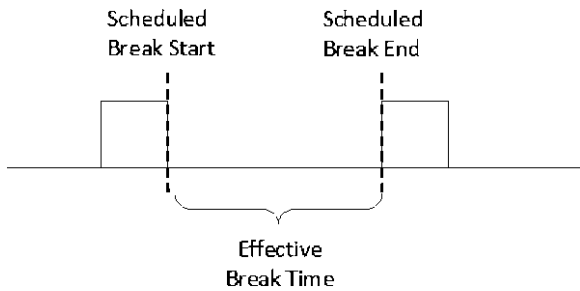 Scheduled
Break Start
Scheduled
Break End
Effective
Break Time